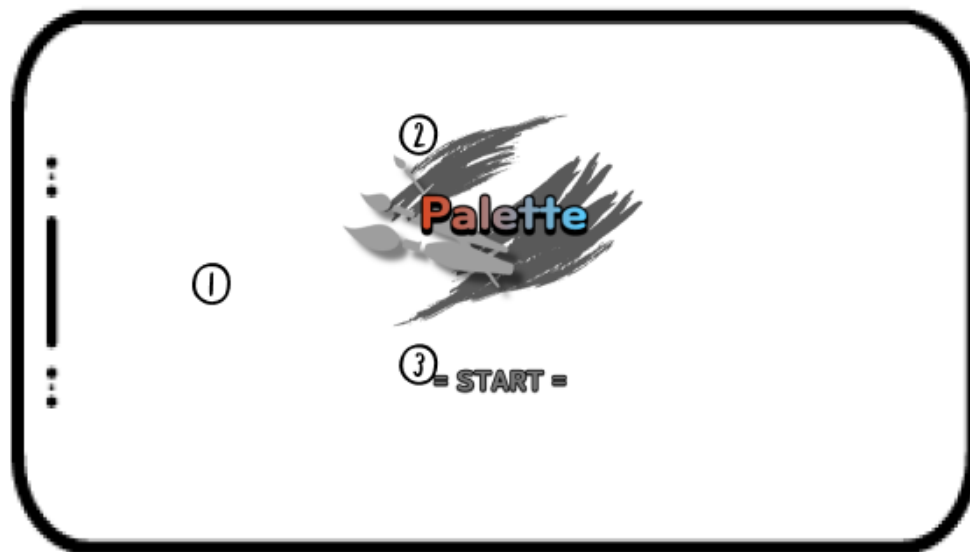 ②
Palette
①
③
= START =